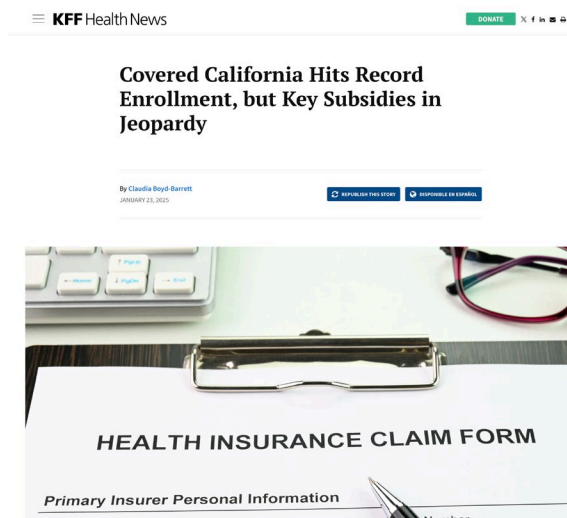 KFF Health News
DONATE
Covered California Hits Record
Enrollment, but Key Subsidies in
Jeopardy
By Claudia Boyd-Barrett
JANUARY 23, 2025
REPUBLISH THIS STORY
DISPONIBLE EN ESPAÑOL
HEALTH INSURANCE CLAIM FORM
Primary Insurer Personal Information